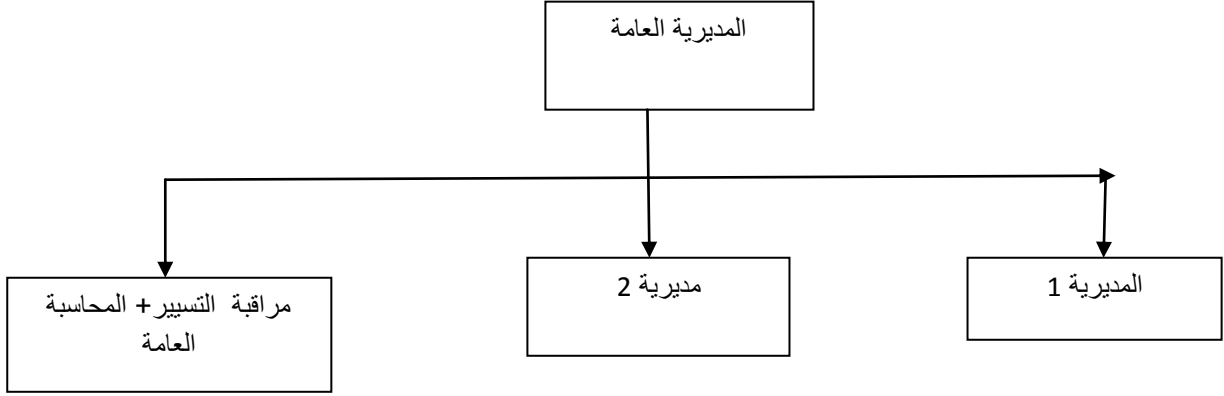 المديرية العامة
المديرية 1
مديرية 2
مراقبة التسيير+ المحاسبة
العامة